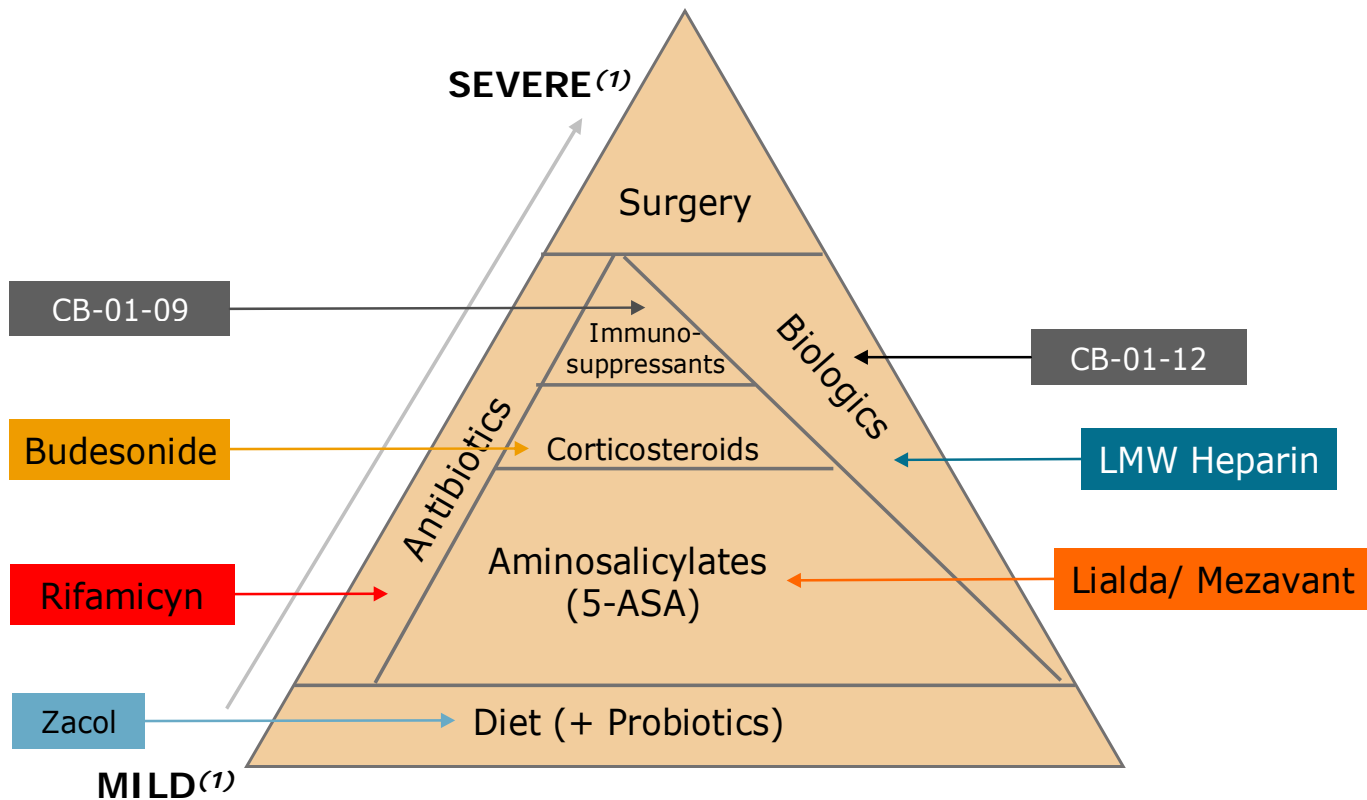 SEVERE(1)
Surgery
CB-01-09
Immuno-
suppressants
Biologics
CB-01-12
Budesonide
Antibiotics
Corticosteroids
LMW Heparin
Rifamicyn
Aminosalicylates
(5-ASA)
Lialda/ Mezavant
Zacol
Diet (+ Probiotics)
MILD(1)